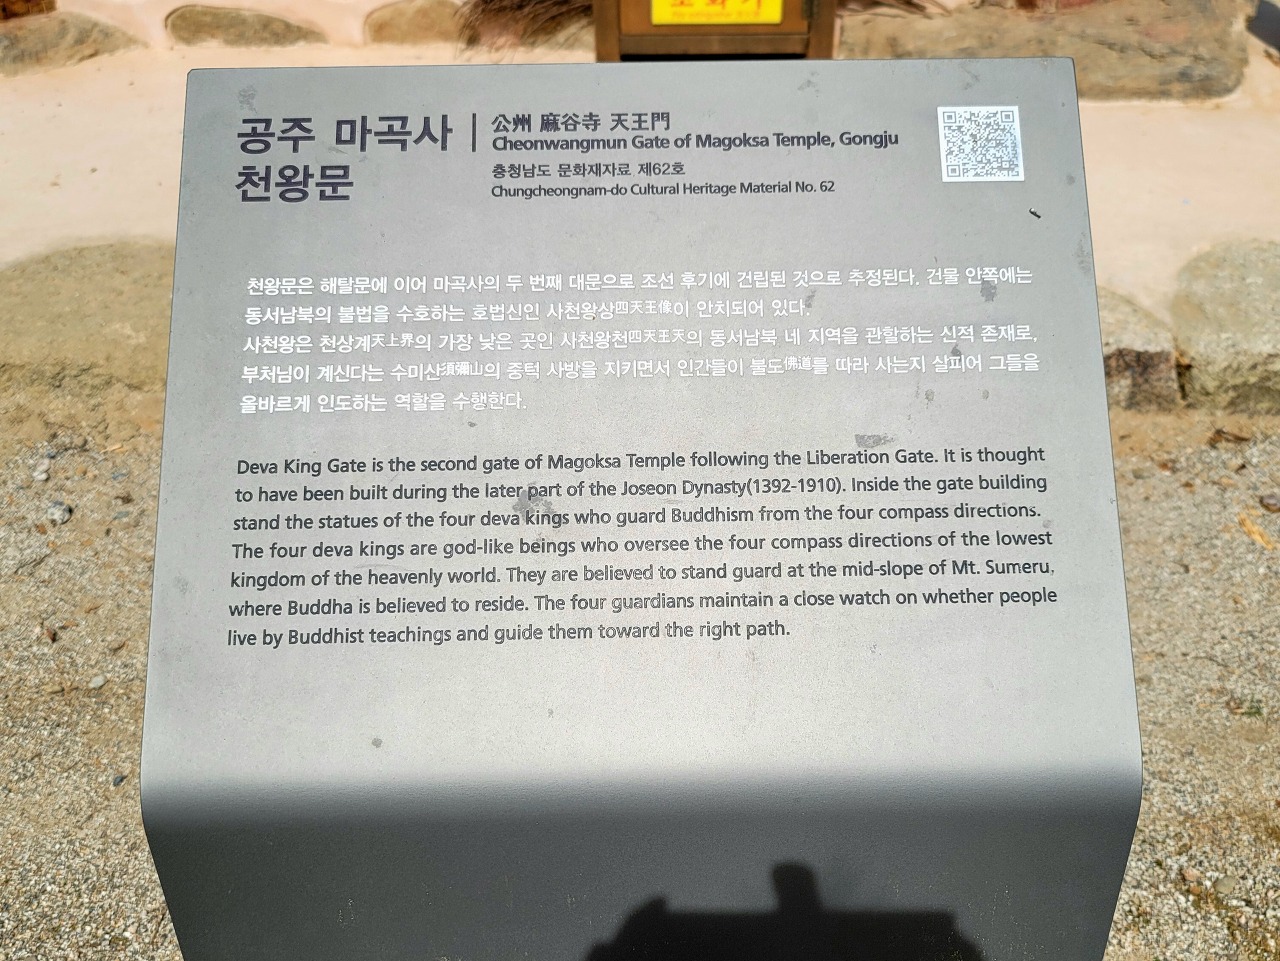 소화기
공주 마곡사
천왕문
公州 麻谷寺 天王門
Cheonwangmun Gate of Magoksa Temple, Gongju
충청남도 문화재자료 제62호
Chungcheongnam-do Cultural Heritage Material No. 62
천왕문은 해탈문에 이어 마곡사의 두 번째 대문으로 조선 후기에 건립된 것으로 추정된다. 건물 안쪽에는
동서남북의 불법을 수호하는 호법신인 사천왕상四天王像이 안치되어 있다.
사천왕은 천상계天上界의 가장 낮은 곳인 사천왕천四天王天의 동서남북 네 지역을 관할하는 신적 존재로,
부처님이 계신다는 수미산須彌山의 중턱 사방을 지키면서 인간들이 불도佛道를 따라 사는지 살피어 그들을
올바르게 인도하는 역할을 수행한다.
Deva King Gate is the second gate of Magoksa Temple following the Liberation Gate. It is thought
to have been built during the later part of the Joseon Dynasty(1392-1910). Inside the gate building
stand the statues of the four deva kings who guard Buddhism from the four compass directions.
The four deva kings are god-like beings who oversee the four compass directions of the lowest
kingdom of the heavenly world. They are believed to stand guard at the mid-slope of Mt. Sumeru,
where Buddha is believed to reside. The four guardians maintain a close watch on whether people
live by Buddhist teachings and guide them toward the right path.